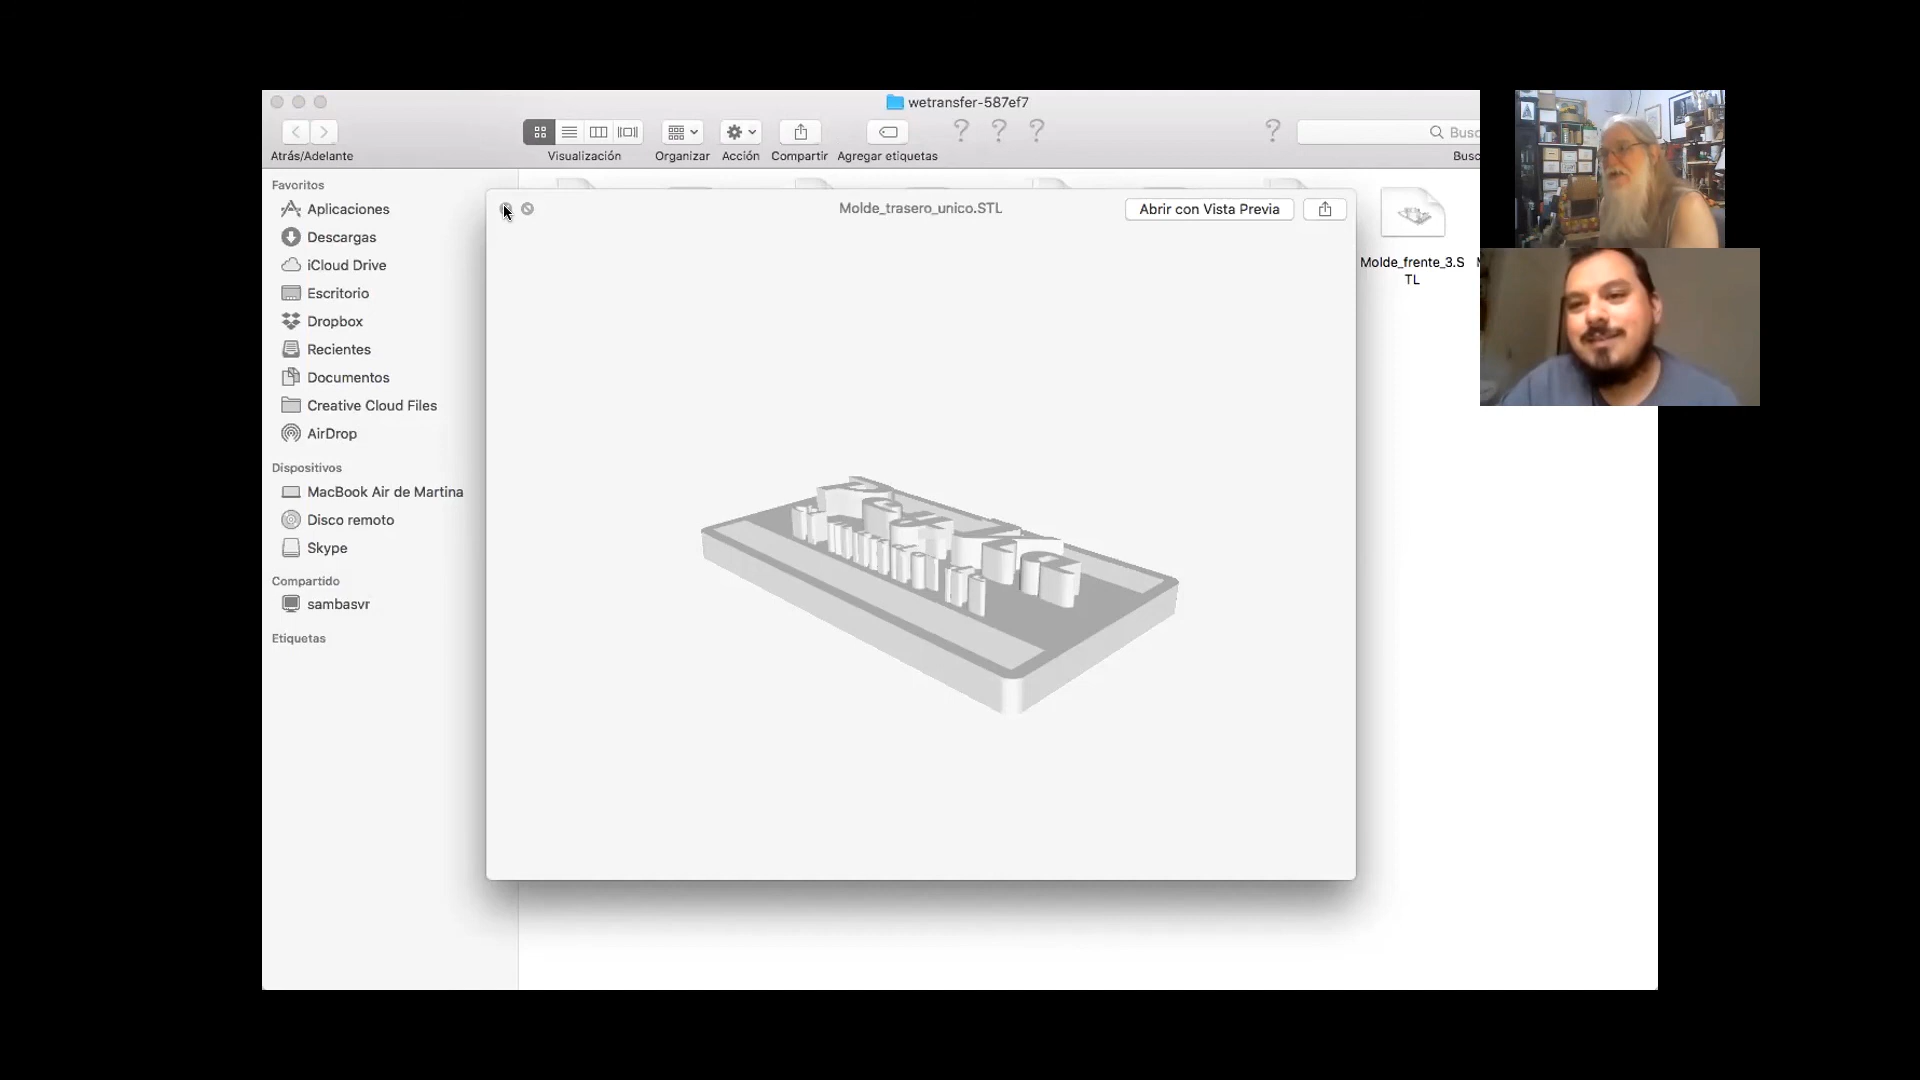 wetransfer-587ef7
Atrás/Adelante
Visualización
Organizar
Acción
Compartir
Agregar etiquetas
Busc
Busc
Favoritos
Aplicaciones
Descargas
iCloud Drive
Escritorio
Dropbox
Recientes
Documentos
Creative Cloud Files
AirDrop
Dispositivos
MacBook Air de Martina
Disco remoto
Skype
Compartido
sambasvr
Etiquetas
Molde_trasero_unico.STL
Abrir con Vista Previa
Molde_frente_3.S
TL